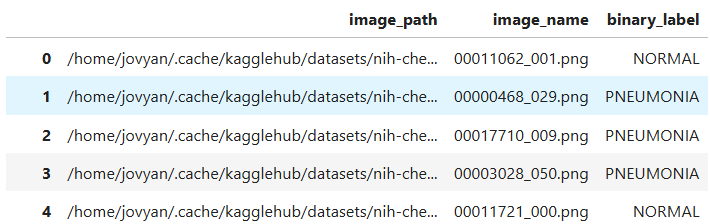 image_path image_name binary_label
0 /home/jovyan/.cache/kagglehub/datasets/nih-che... 00011062_001.png NORMAL
1 /home/jovyan/.cache/kagglehub/datasets/nih-che... 00000468_029.png PNEUMONIA
2 /home/jovyan/.cache/kagglehub/datasets/nih-che... 00017710_009.png PNEUMONIA
3 /home/jovyan/.cache/kagglehub/datasets/nih-che... 00003028_050.png PNEUMONIA
4 /home/jovyan/.cache/kagglehub/datasets/nih-che... 00011721_000.png NORMAL